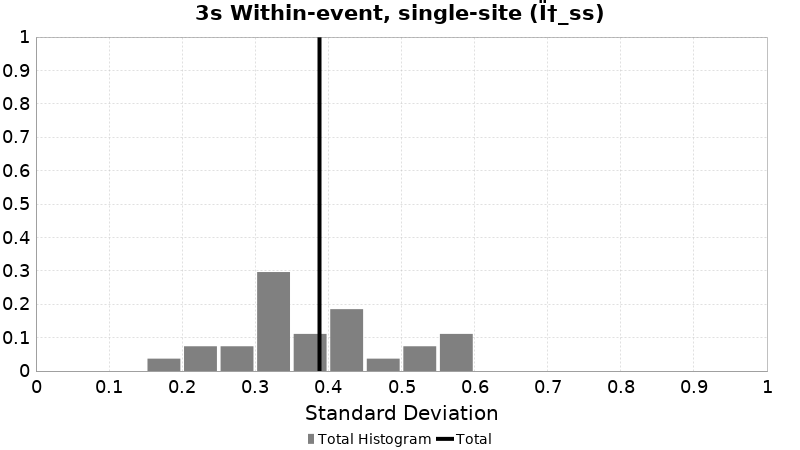 3s Within-event, single-site (Ï†_ss)
1
0.9
0.8
0.7
0.6
0.5
0.4
0.3
0.2
0.1
0
0 0.1 0.2 0.3 0.4 0.5 0.6 0.7 0.8 0.9 1
Standard Deviation
Total Histogram Total